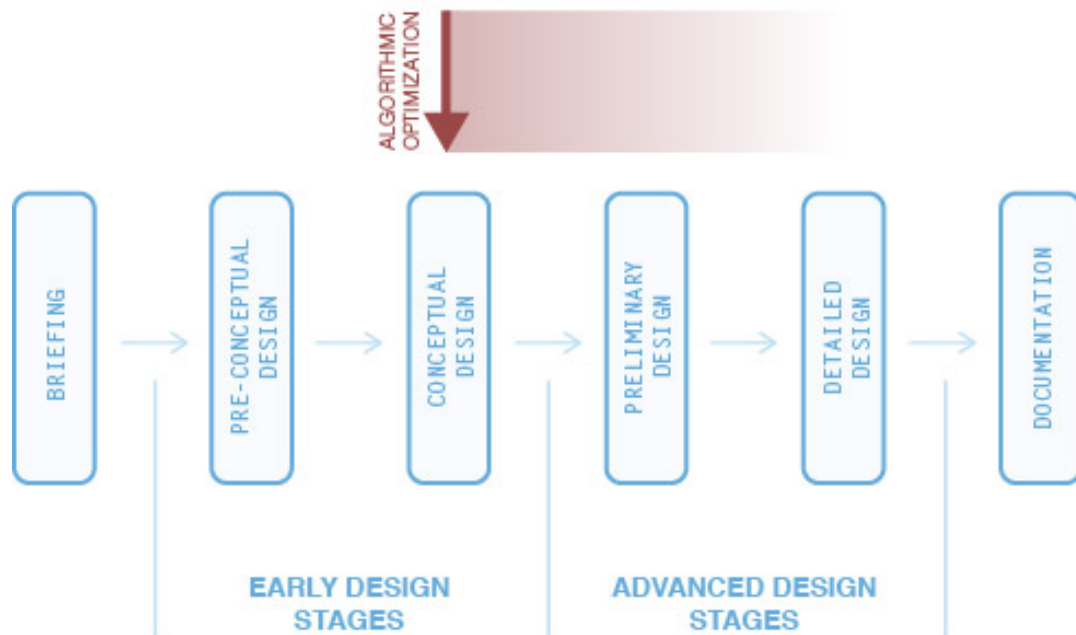 ALGORITHMIC
OPTIMIZATION
BRIEFING
PRE-CONCEPTUAL
DESIGN
CONCEPTUAL
DESIGN
PRELIMINARY
DESIGN
DETAILED
DESIGN
DOCUMENTATION
EARLY DESIGN
STAGES
ADVANCED DESIGN
STAGES